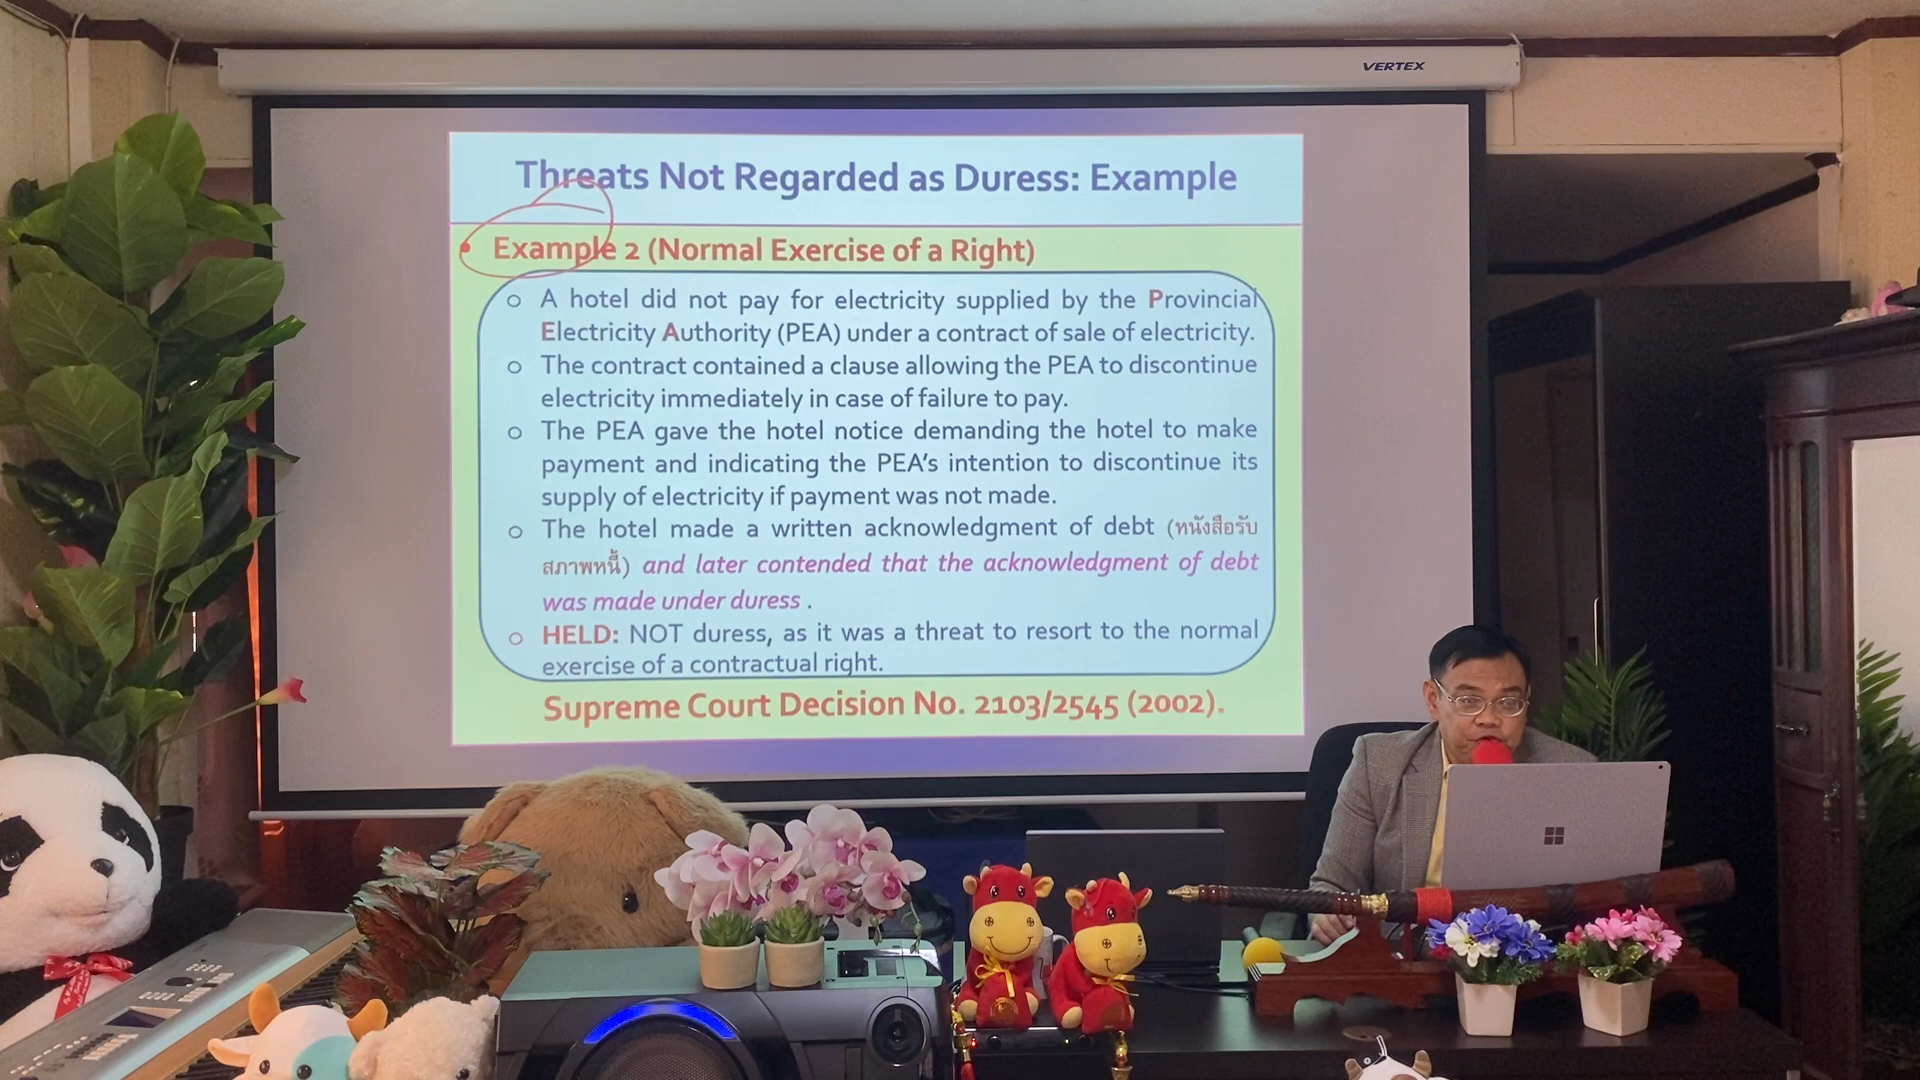 VERTEX
Threats Not Regarded as Duress: Example
• Example 2 (Normal Exercise of a Right)
○ A hotel did not pay for electricity supplied by the Provincial
Electricity Authority (PEA) under a contract of sale of electricity.
○ The contract contained a clause allowing the PEA to discontinue
electricity immediately in case of failure to pay.
○ The PEA gave the hotel notice demanding the hotel to make
payment and indicating the PEA's intention to discontinue its
supply of electricity if payment was not made.
○ The hotel made a written acknowledgment of debt (หนังสือรับ
สภาพหนี้) and later contended that the acknowledgment of debt
was made under duress .
○ HELD: NOT duress, as it was a threat to resort to the normal
exercise of a contractual right.
Supreme Court Decision No. 2103/2545 (2002).